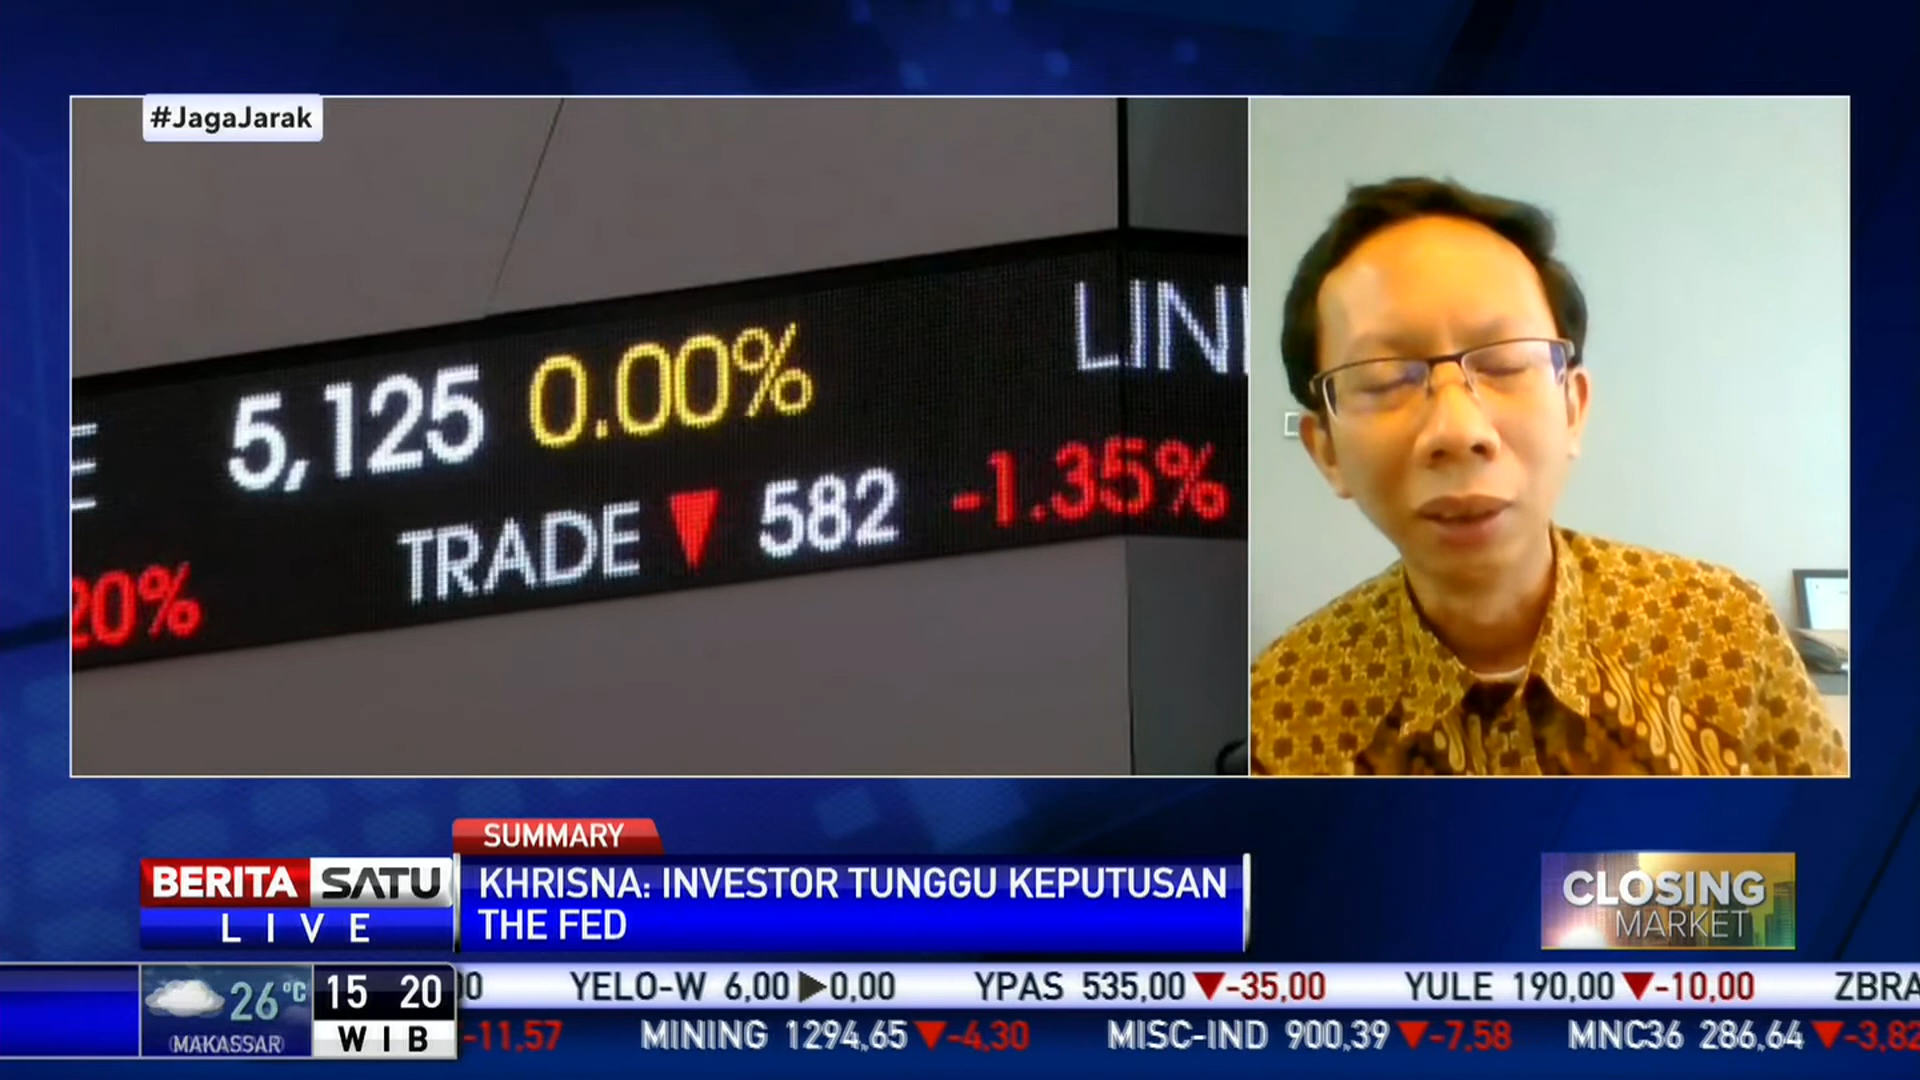 #JagaJarak
5,125 0.00%
LIN
20%
TRADE ▼ 582 -1.35%
SUMMARY
BERITA SATU
LIVE
KHRISNA: INVESTOR TUNGGU KEPUTUSAN
THE FED
CLOSING
MARKET
26°C
MAKASSAR
15 20
WIB
YELO-W 6,00 ▶0,00 YPAS 535,00 ▼-35,00 YULE 190,00 ▼-10,00 ZBRA
-11,57 MINING 1294,65 ▼-4,30 MISC-IND 900,39 ▼-7,58 MNC36 286,64 ▼-3,82